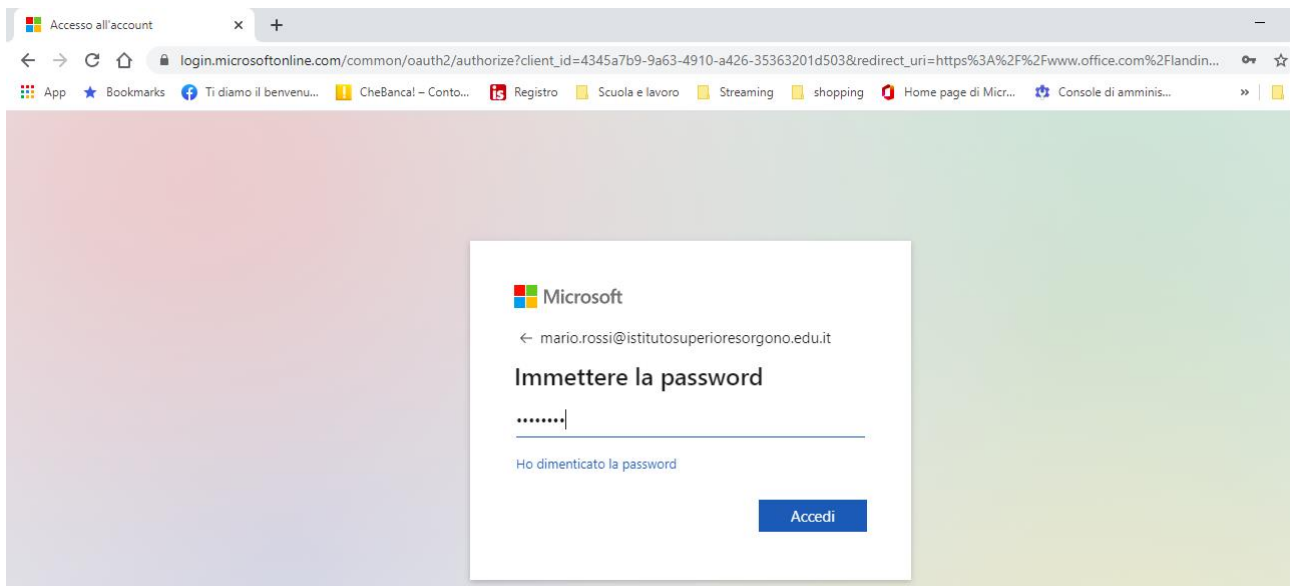 Accesso all'account
login.microsoftonline.com/common/oauth2/authorize?client_id=4345a7b9-9a63-4910-a426-35363201d503&redirect_uri=https%3A%2F%2Fwww.office.com%2Flandin...
App Bookmarks Ti diamo il benvenu... CheBanca! – Conto... Registro Scuola e lavoro Streaming shopping Home page di Micr... Console di amminis... »
Microsoft
← mario.rossi@istitutosuperioresorgono.edu.it
Immettere la password
••••••••
Ho dimenticato la password
Accedi